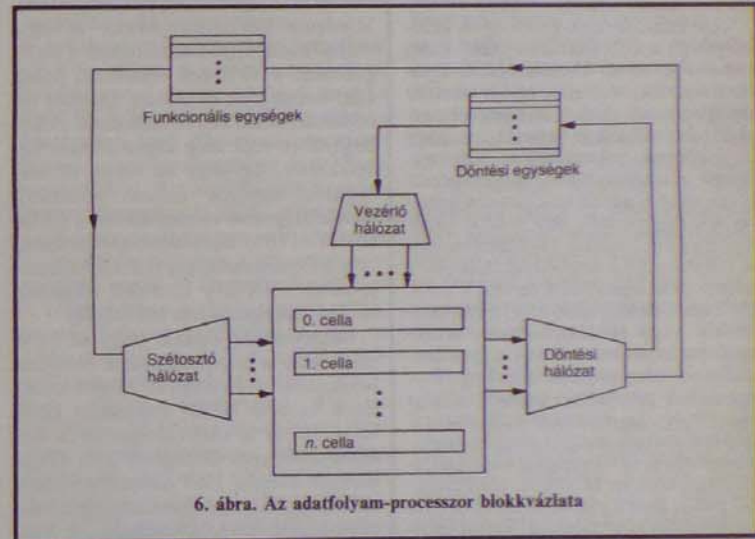 Funkcionális egységek
Döntési egységek
Vezérlő
hálózat
Szétosztó
hálózat
0. cella
1. cella
n. cella
Döntési
hálózat
6. ábra. Az adatfolyam-processzor blokkvázlata